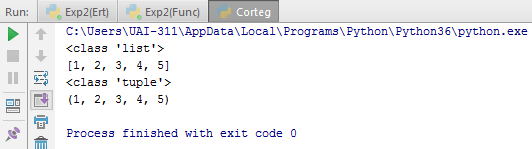 Run: Exp2(Ert) Exp2(Func) Corteg
C:\Users\UAI-311\AppData\Local\Programs\Python\Python36\python.exe
<class 'list'>
[1, 2, 3, 4, 5]
<class 'tuple'>
(1, 2, 3, 4, 5)
Process finished with exit code 0